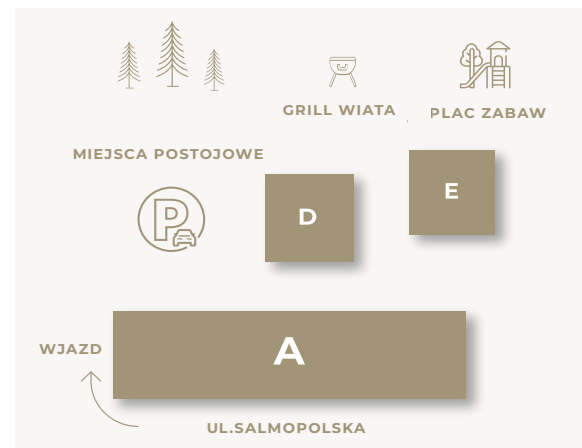 GRILL WIATA
PLAC ZABAW
MIEJSCA POSTOJOWE
P
D
E
A
WJAZD
UL.SALMOPOLSKA